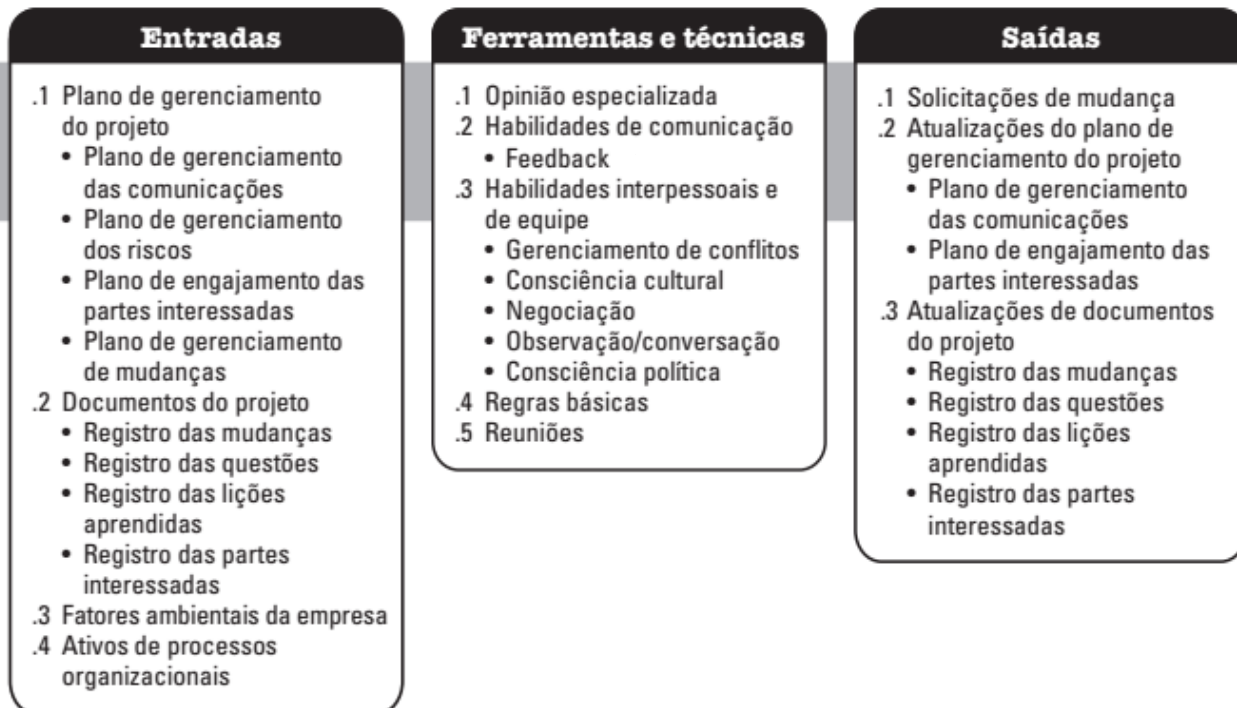 Entradas
.1 Plano de gerenciamento
do projeto
• Plano de gerenciamento
das comunicações
• Plano de gerenciamento
dos riscos
• Plano de engajamento das
partes interessadas
• Plano de gerenciamento
de mudanças
.2 Documentos do projeto
• Registro das mudanças
• Registro das questões
• Registro das lições
aprendidas
• Registro das partes
interessadas
.3 Fatores ambientais da empresa
.4 Ativos de processos
organizacionais
Ferramentas e técnicas
.1 Opinião especializada
.2 Habilidades de comunicação
• Feedback
.3 Habilidades interpessoais e
de equipe
• Gerenciamento de conflitos
• Consciência cultural
• Negociação
• Observação/conversação
• Consciência política
.4 Regras básicas
.5 Reuniões
Saídas
.1 Solicitações de mudança
.2 Atualizações do plano de
gerenciamento do projeto
• Plano de gerenciamento
das comunicações
• Plano de engajamento das
partes interessadas
.3 Atualizações de documentos
do projeto
• Registro das mudanças
• Registro das questões
• Registro das lições
aprendidas
• Registro das partes
interessadas